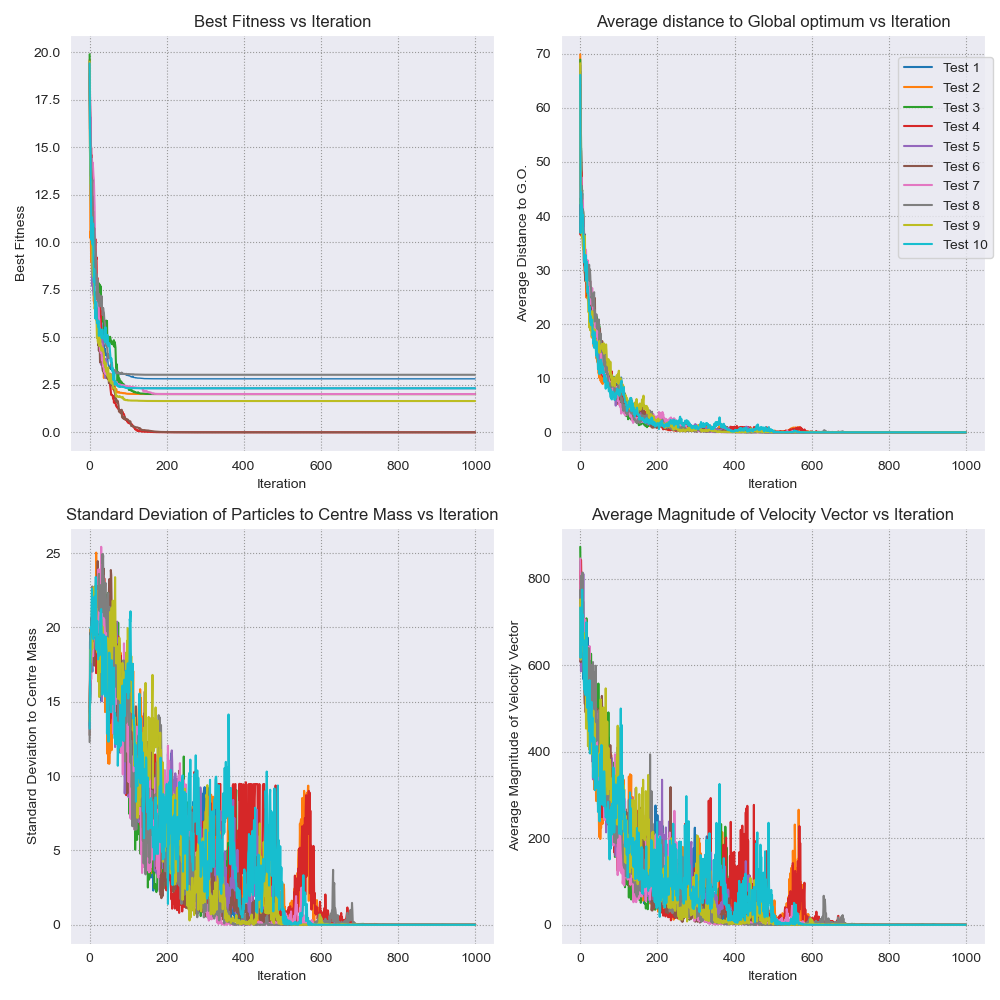 Best Fitness vs Iteration
Best Fitness
20.0
17.5
15.0
12.5
10.0
7.5
5.0
2.5
0.0
0 200 400 600 800 1000
Iteration
Average distance to Global optimum vs Iteration
Average Distance to G.O.
70
60
50
40
30
20
10
0
Test 1
Test 2
Test 3
Test 4
Test 5
Test 6
Test 7
Test 8
Test 9
Test 10
0 200 400 600 800 1000
Iteration
Standard Deviation of Particles to Centre Mass vs Iteration
Standard Deviation to Centre Mass
25
20
15
10
5
0
0 200 400 600 800 1000
Iteration
Average Magnitude of Velocity Vector vs Iteration
Average Magnitude of Velocity Vector
800
600
400
200
0
0 200 400 600 800 1000
Iteration